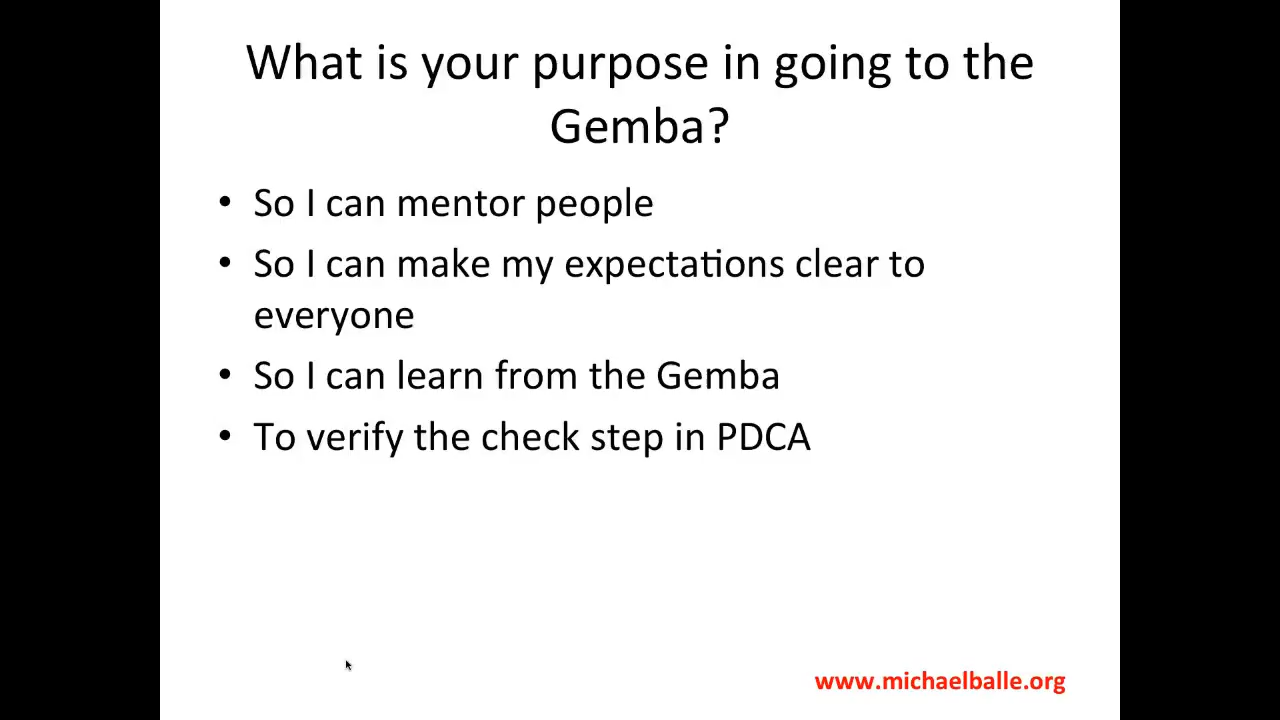 What is your purpose in going to the
Gemba?
• So I can mentor people
• So I can make my expectations clear to
everyone
• So I can learn from the Gemba
• To verify the check step in PDCA
www.michaelballe.org